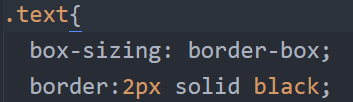 .text{
box-sizing: border-box;
border:2px solid black;